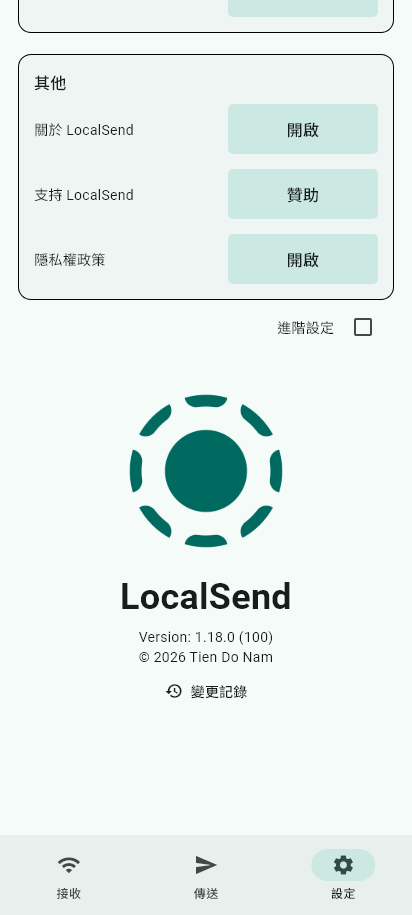 其他
關於 LocalSend
開啟
支持 LocalSend
贊助
隱私權政策
開啟
進階設定
LocalSend
Version: 1.18.0 (100)
© 2026 Tien Do Nam
變更記錄
接收
傳送
設定